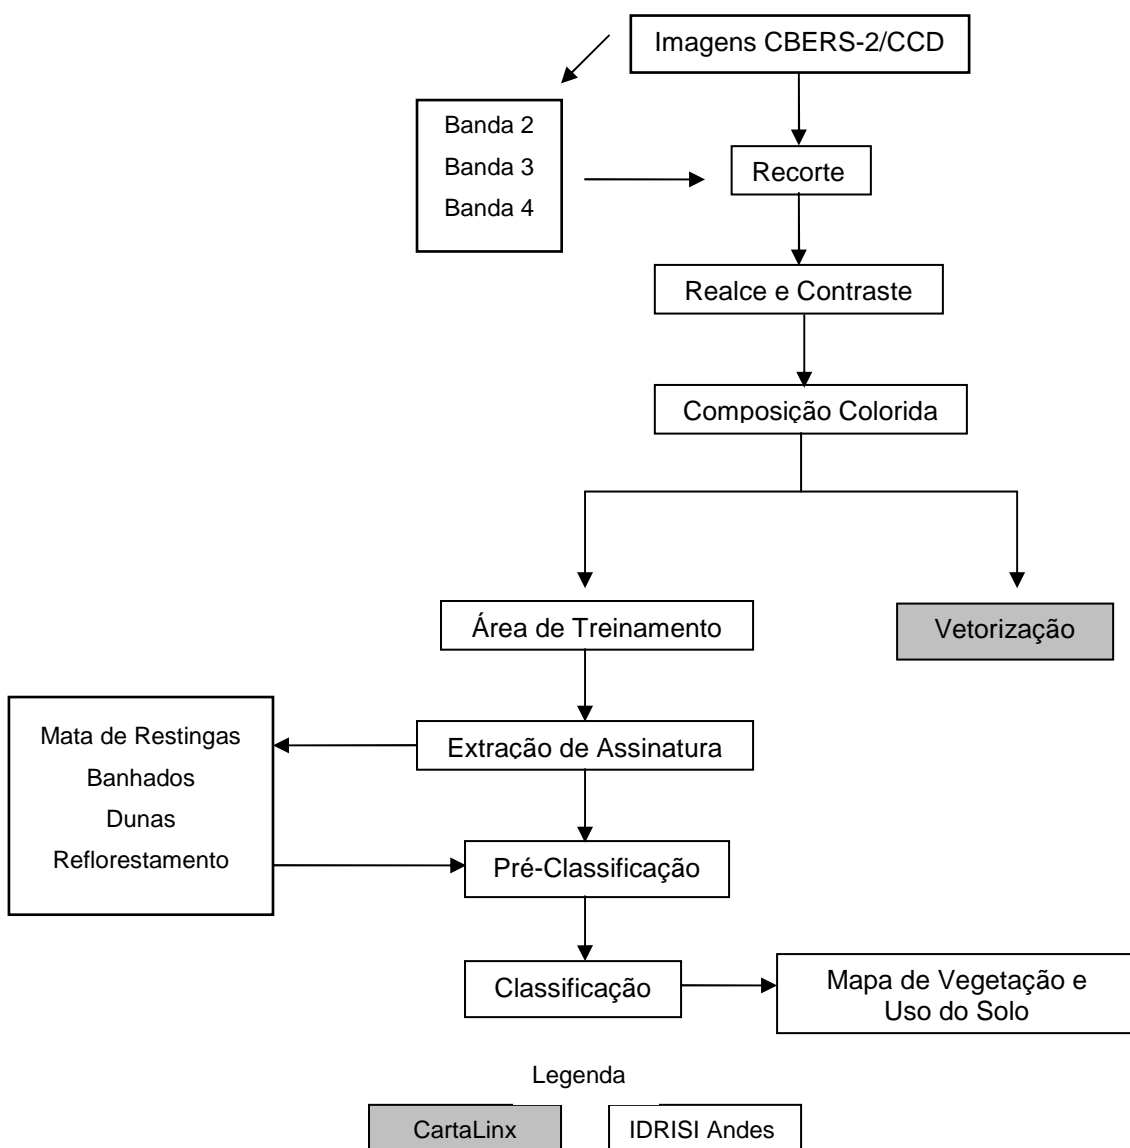 Imagens CBERS-2/CCD
Banda 2
Banda 3
Banda 4
Recorte
Realce e Contraste
Composição Colorida
Área de Treinamento
Vetorização
Mata de Restingas
Banhados
Dunas
Reflorestamento
Extração de Assinatura
Pré-Classificação
Classificação
Mapa de Vegetação e
Uso do Solo
Legenda
CartaLinx
IDRISI Andes